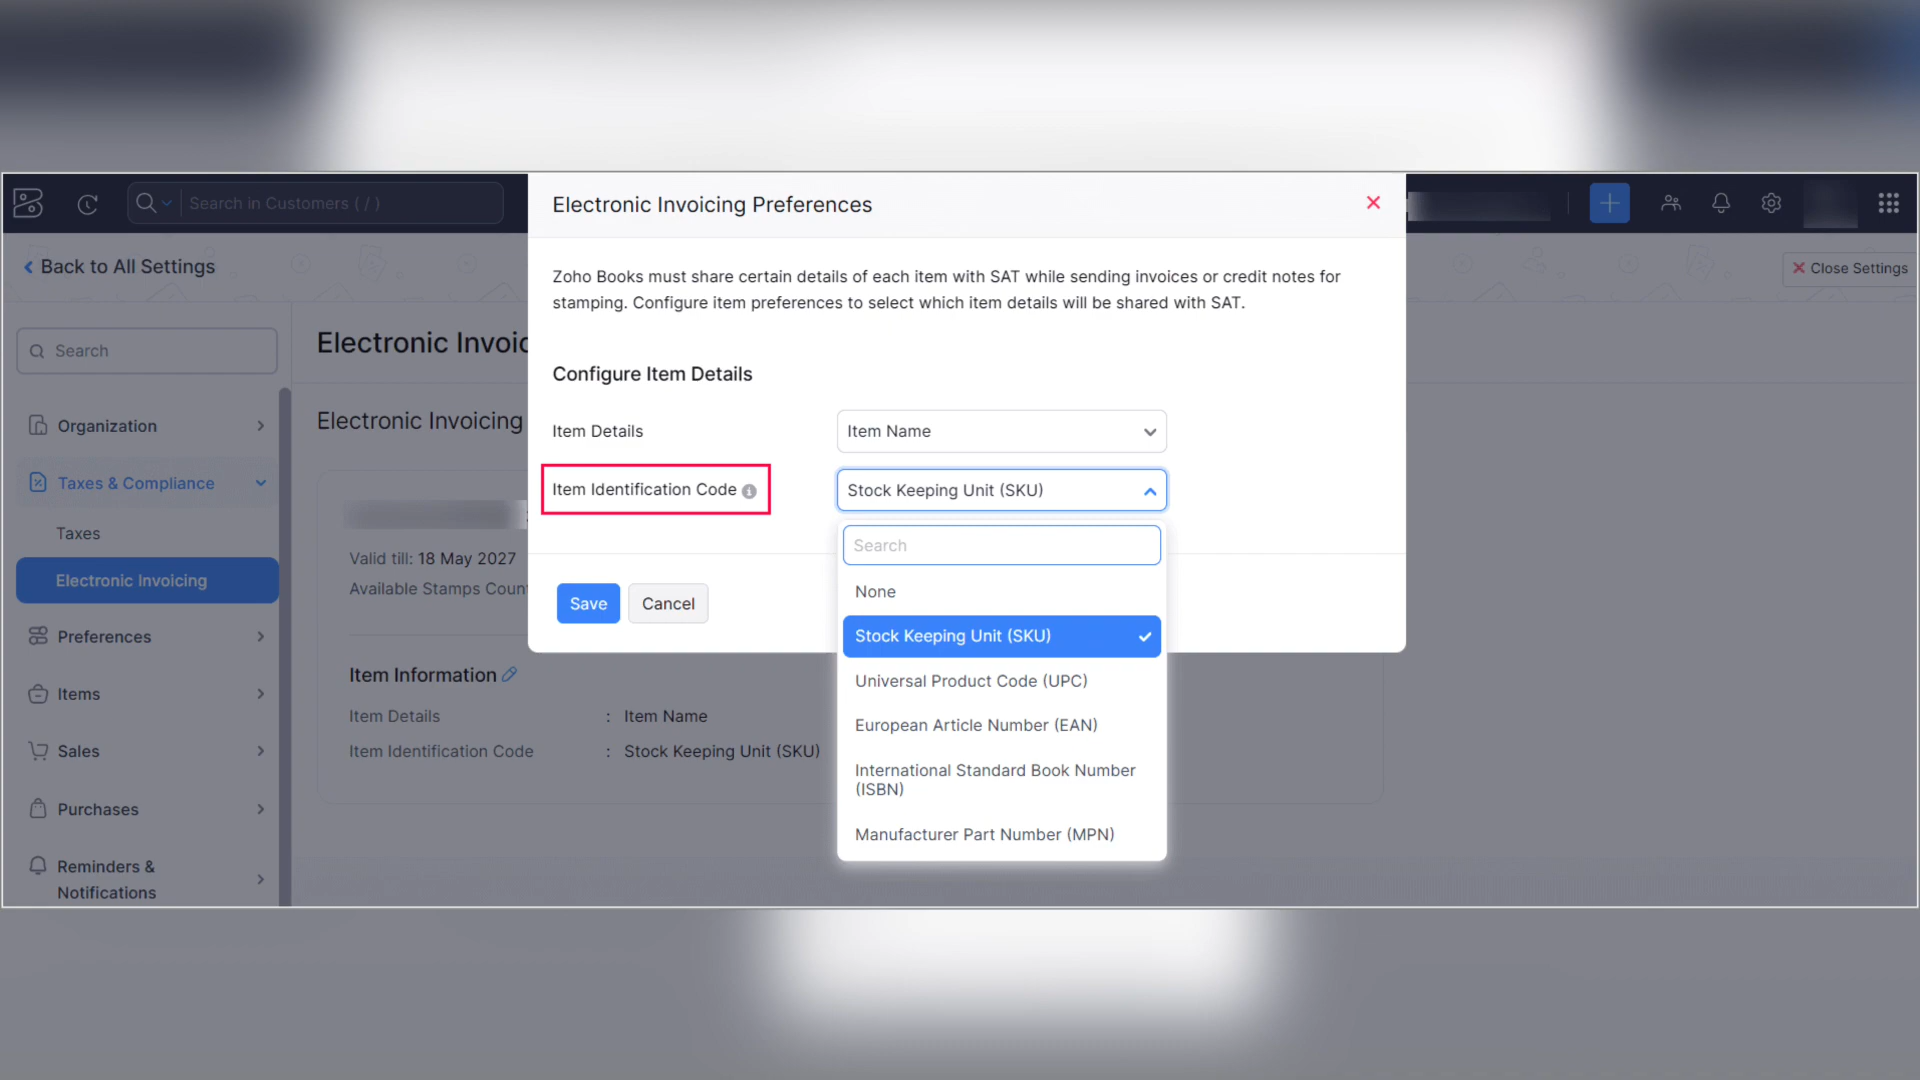 Search in Customers ( / )
Electronic Invoicing Preferences
Back to All Settings
Close Settings
Zoho Books must share certain details of each item with SAT while sending invoices or credit notes for
stamping. Configure item preferences to select which item details will be shared with SAT.
Search
Organization
Taxes & Compliance
Taxes
Electronic Invoicing
Preferences
Items
Sales
Purchases
Reminders &
Notifications
Electronic Invoic
Electronic Invoicing
Valid till: 18 May 2027
Available Stamps Coun
Item Information
Item Details : Item Name
Item Identification Code : Stock Keeping Unit (SKU)
Configure Item Details
Item Details
Item Name
Item Identification Code
Stock Keeping Unit (SKU)
Search
None
Stock Keeping Unit (SKU)
Universal Product Code (UPC)
European Article Number (EAN)
International Standard Book Number
(ISBN)
Manufacturer Part Number (MPN)
Save
Cancel